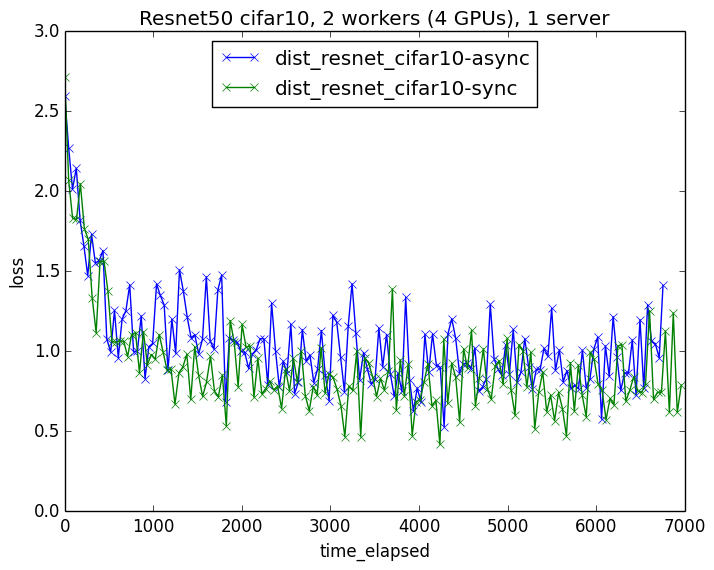 Resnet50 cifar10, 2 workers (4 GPUs), 1 server
3.0
dist_resnet_cifar10-async
dist_resnet_cifar10-sync
2.5
2.0
loss
1.5
1.0
0.5
0.0
0 1000 2000 3000 4000 5000 6000 7000
time_elapsed